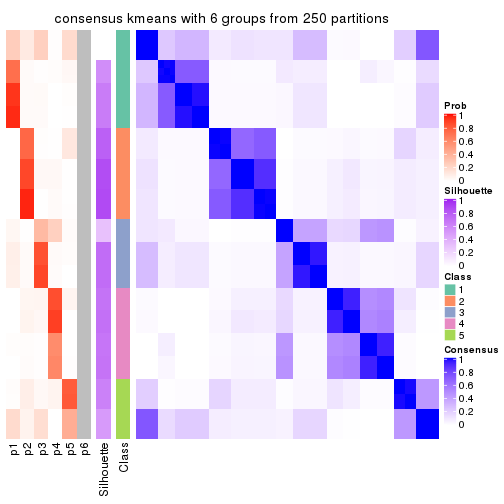 consensus kmeans with 6 groups from 250 partitions
Prob
1
0.8
0.6
0.4
0.2
0
Silhouette
1
0.8
0.6
0.4
0.2
0
Class
1
2
3
4
5
Consensus
1
0.8
0.6
0.4
0.2
0
p1
p2
p3
p4
p5
p6
Silhouette
Class